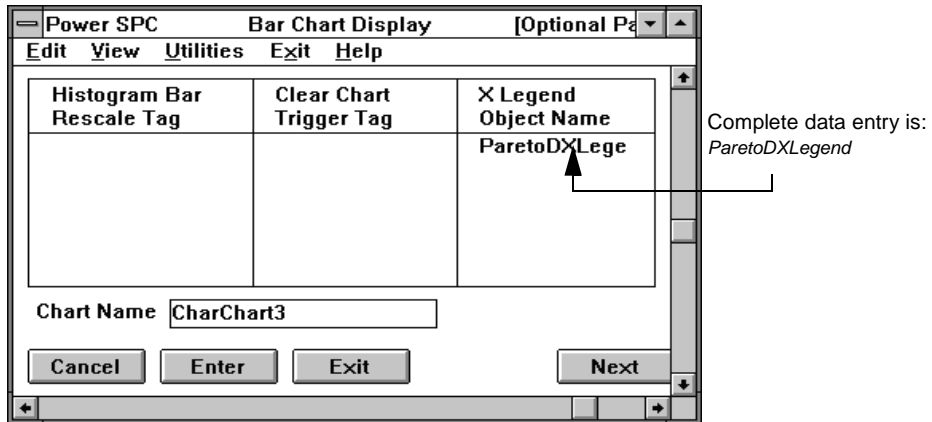 Power SPC Bar Chart Display [Optional Pa
Edit View Utilities Exit Help
Histogram Bar Rescale Tag
Clear Chart Trigger Tag
X Legend Object Name
ParetoDXLege
Complete data entry is:
ParetoDXLegend
Chart Name CharChart3
Cancel Enter Exit Next